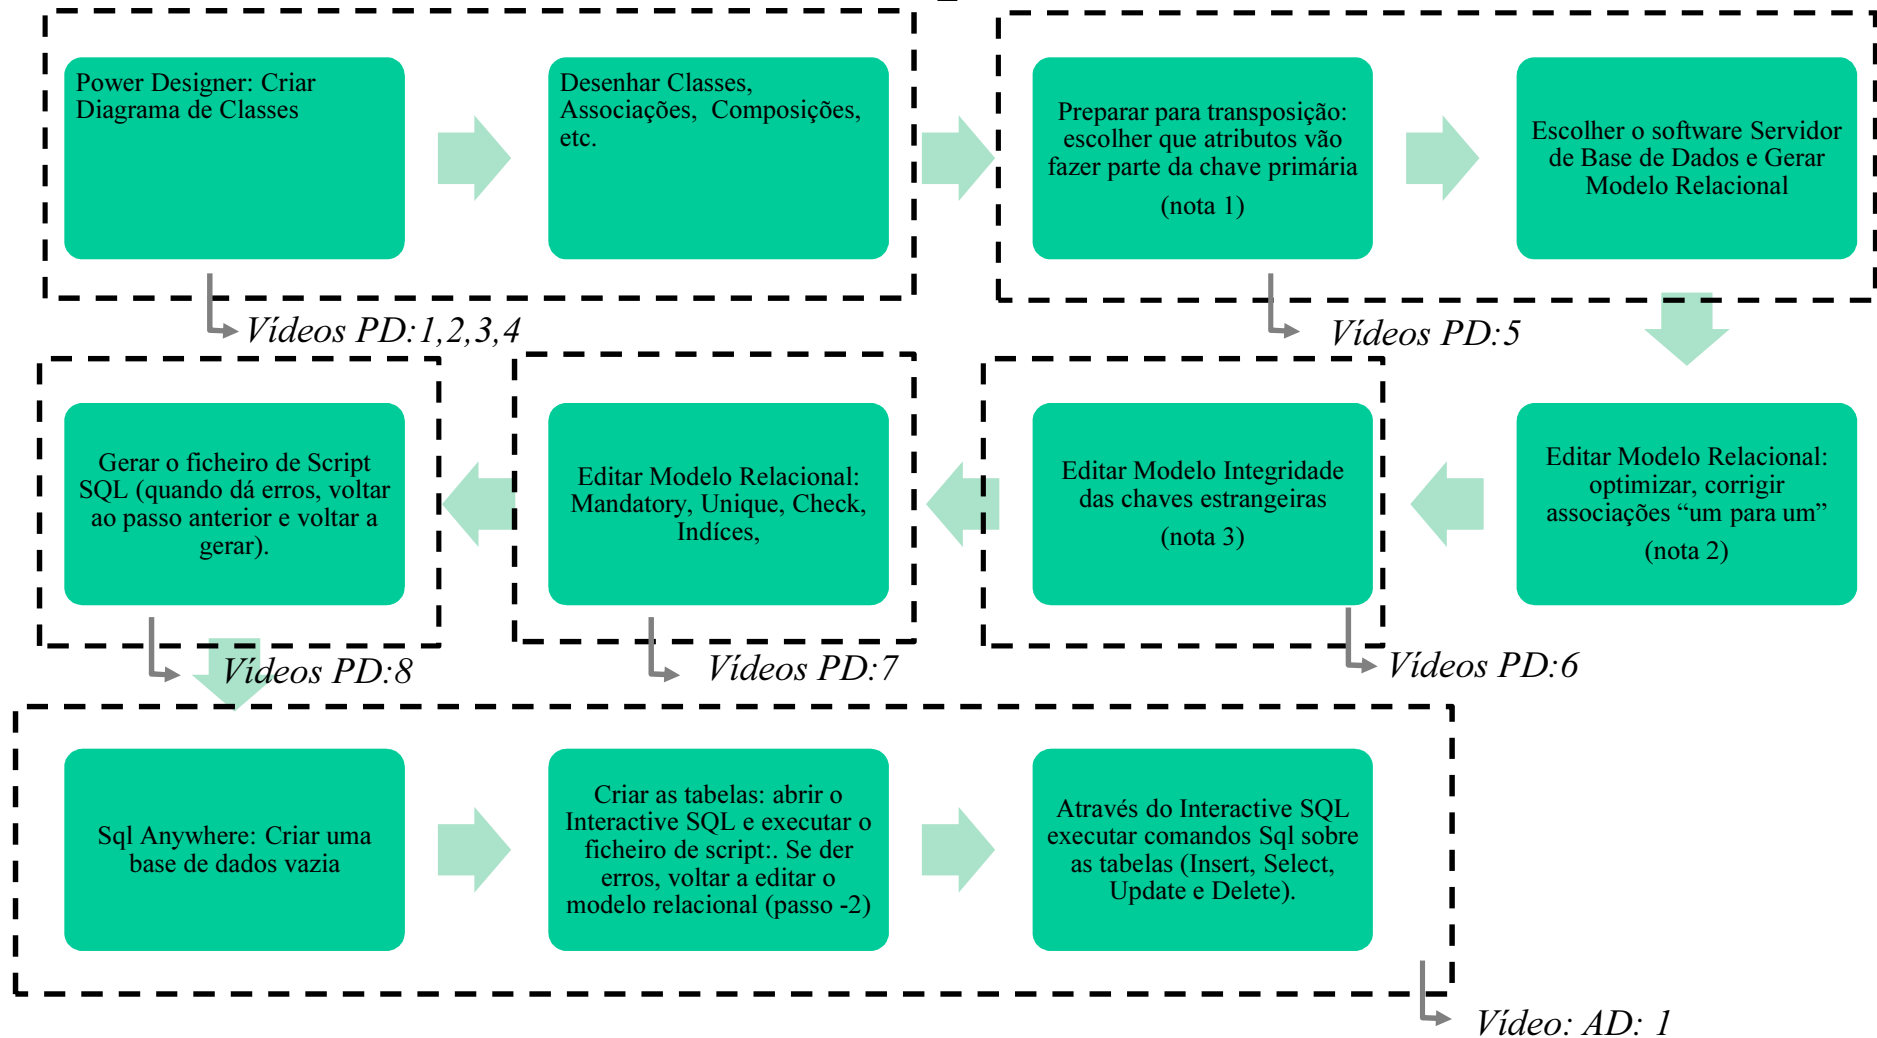 Power Designer: Criar
Diagrama de Classes
Desenhar Classes,
Associações, Composições,
etc.
Preparar para transposição:
escolher que atributos vão
fazer parte da chave primária
(nota 1)
Escolher o software Servidor
de Base de Dados e Gerar
Modelo Relacional
Vídeos PD:1,2,3,4
Vídeos PD:5
Editar Modelo Relacional:
optimizar, corrigir
associações “um para um”
(nota 2)
Editar Modelo Integridade
das chaves estrangeiras
(nota 3)
Editar Modelo Relacional:
Mandatory, Unique, Check,
Indíces,
Gerar o ficheiro de Script
SQL (quando dá erros, voltar
ao passo anterior e voltar a
gerar).
Vídeos PD:8
Vídeos PD:7
Vídeos PD:6
Sql Anywhere: Criar uma
base de dados vazia
Criar as tabelas: abrir o
Interactive SQL e executar o
ficheiro de script:. Se der
erros, voltar a editar o
modelo relacional (passo -2)
Através do Interactive SQL
executar comandos Sql sobre
as tabelas (Insert, Select,
Update e Delete).
Vídeo: AD: 1